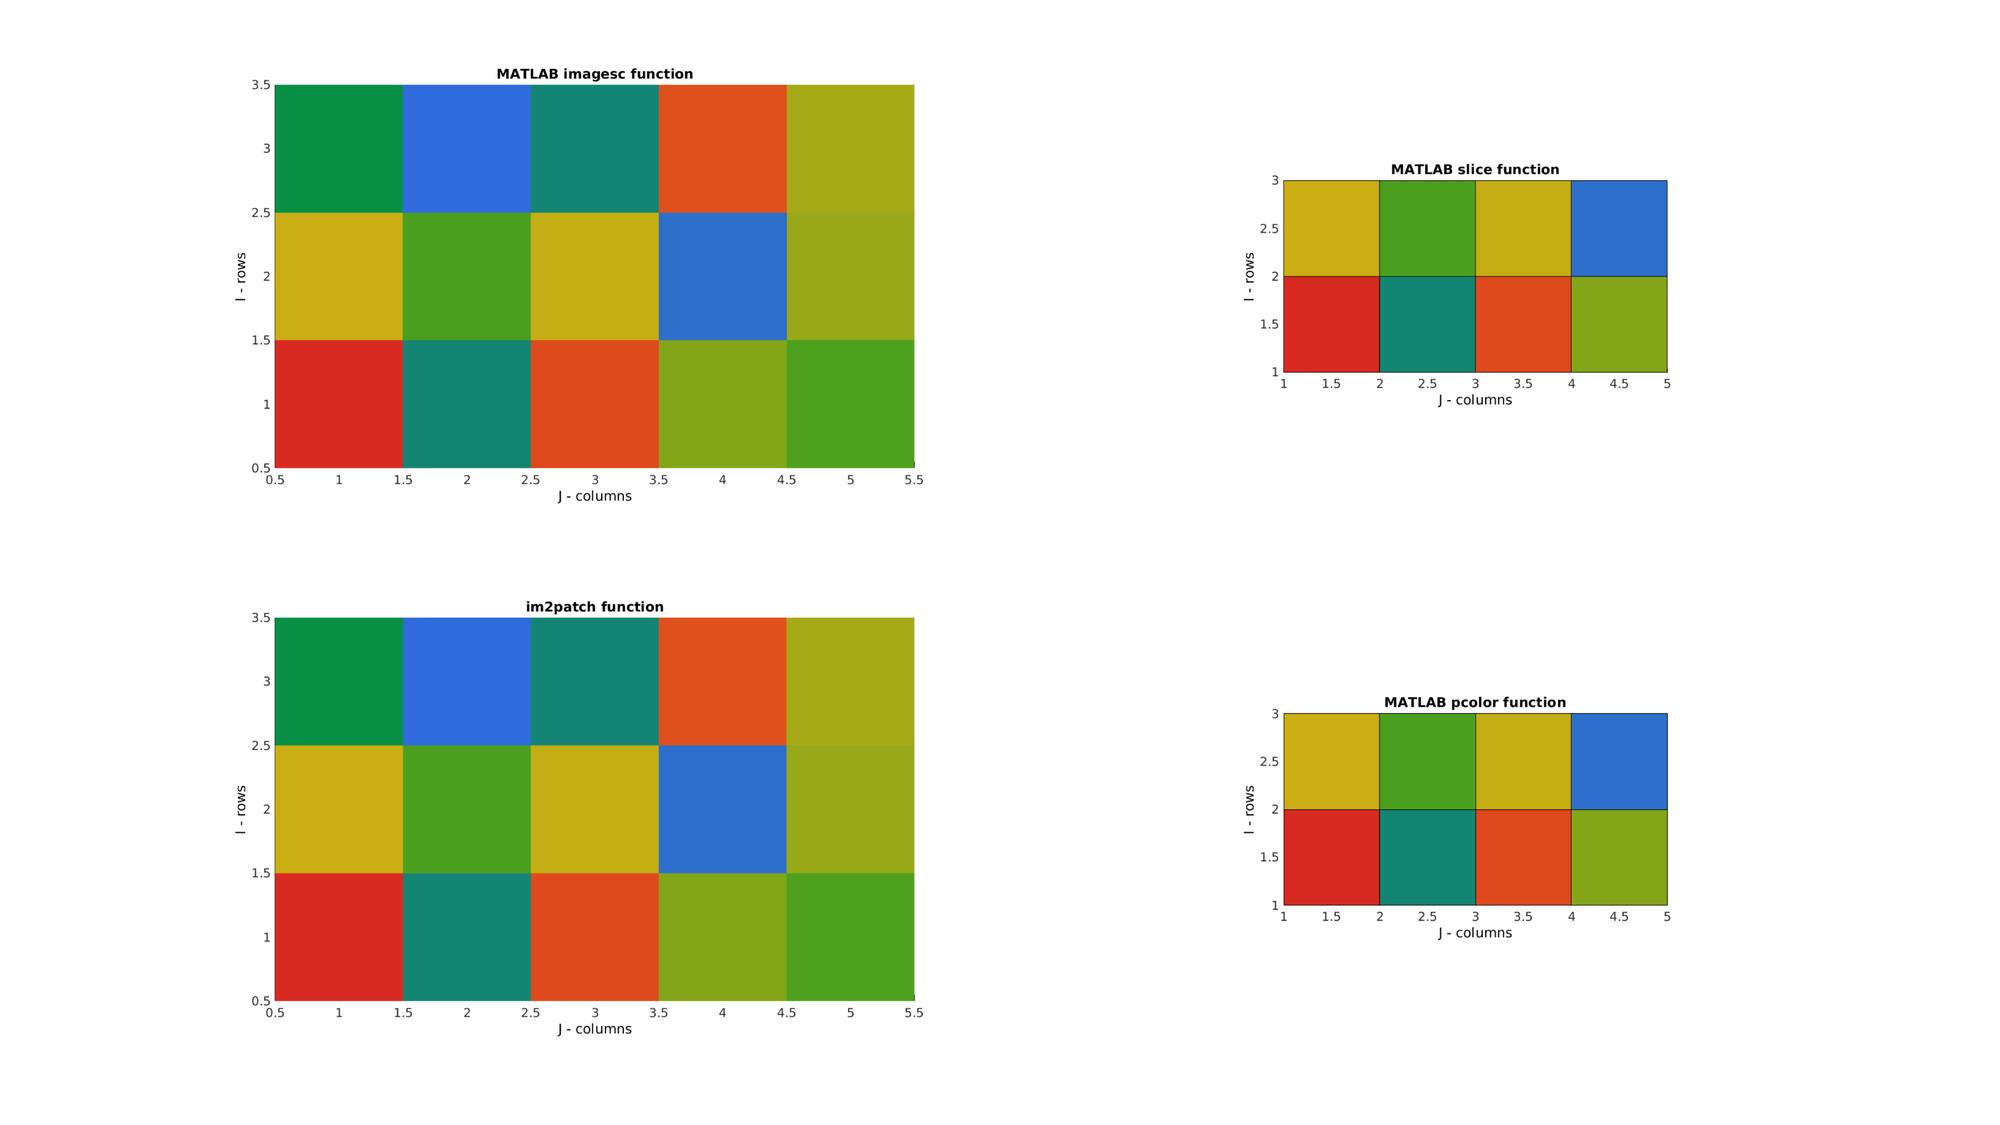 MATLAB imagesc function
3.5
3
2.5
2
1.5
1
0.5
I - rows
0.5 1 1.5 2 2.5 3 3.5 4 4.5 5 5.5
J - columns
MATLAB slice function
3
2.5
2
1.5
1
I - rows
1 1.5 2 2.5 3 3.5 4 4.5 5
J - columns
im2patch function
3.5
3
2.5
2
1.5
1
0.5
I - rows
0.5 1 1.5 2 2.5 3 3.5 4 4.5 5 5.5
J - columns
MATLAB pcolor function
3
2.5
2
1.5
1
I - rows
1 1.5 2 2.5 3 3.5 4 4.5 5
J - columns